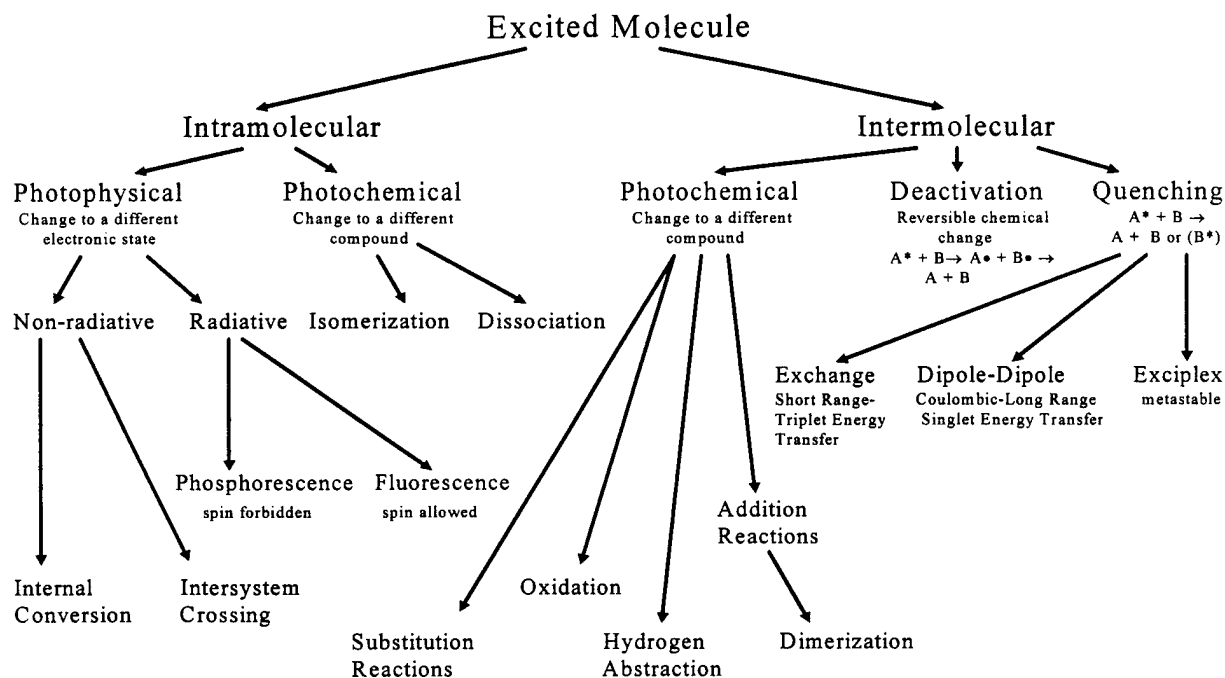 Excited Molecule
Intramolecular
Intermolecular
Photophysical
Change to a different
electronic state
Photochemical
Change to a different
compound
Photochemical
Change to a different
compound
Deactivation
Reversible chemical
change
A* + B → A• + B• →
A + B
Quenching
A* + B →
A + B or (B*)
Non-radiative
Radiative
Isomerization
Dissociation
Exchange
Short Range-
Triplet Energy
Transfer
Dipole-Dipole
Coulombic-Long Range
Singlet Energy Transfer
Exciplex
metastable
Phosphorescence
spin forbidden
Fluorescence
spin allowed
Addition
Reactions
Internal
Conversion
Intersystem
Crossing
Oxidation
Substitution
Reactions
Hydrogen
Abstraction
Dimerization